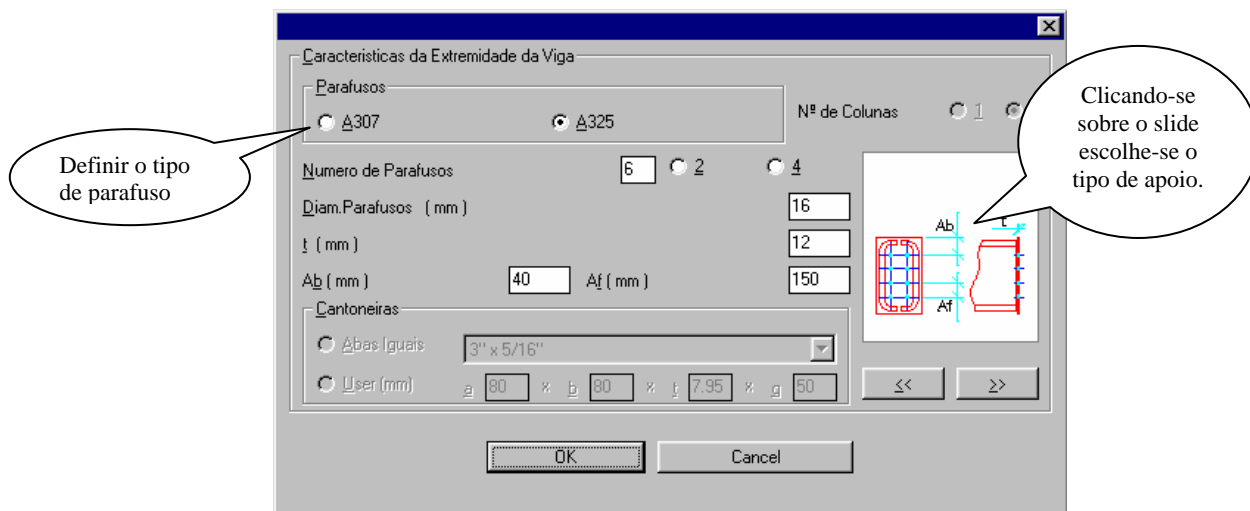 Caracteristicas da Extremidade da Viga
Parafusos
A307
A325
Nº de Colunas
1
Definir o tipo
de parafuso
Clicando-se
sobre o slide
escolhe-se o
tipo de apoio.
Numero de Parafusos
6
2
4
Diam.Parafusos ( mm )
16
t ( mm )
12
Ab ( mm )
40
Af ( mm )
150
Ab
t
Af
Cantoneiras
Abas Iguais
3" x 5/16"
User (mm)
a 80 x b 80 x t 7.95 x g 50
<<
>>
OK
Cancel